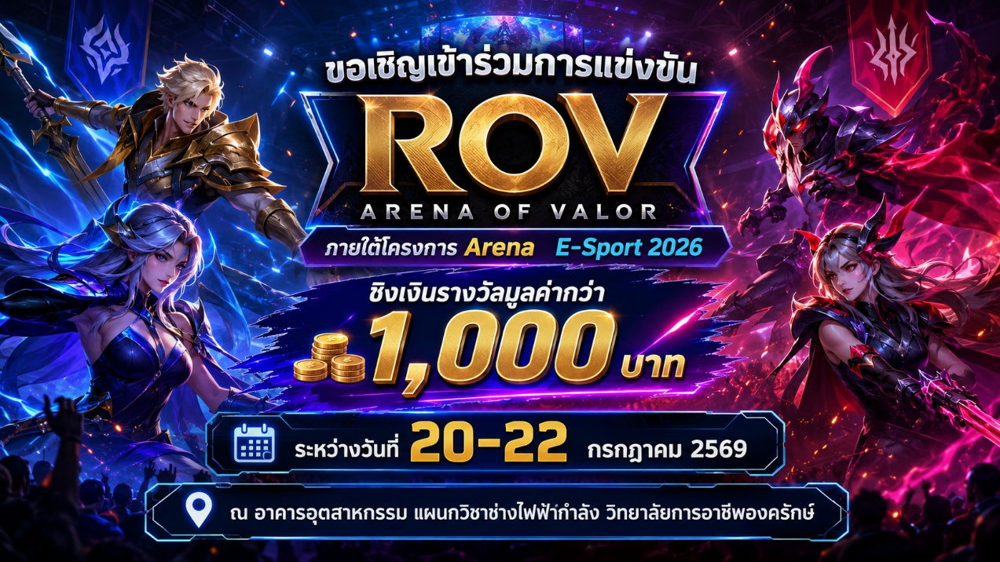 ขอเชิญเข้าร่วมการแข่งขัน
ROV
ARENA OF VALOR
ภายใต้โครงการ Arena E-Sport 2026
ชิงเงินรางวัลมูลค่ากว่า
1,000 บาท
ระหว่างวันที่ 20-22 กรกฎาคม 2569
ณ อาคารอุตสาหกรรม แผนกวิชาช่างไฟฟ้ากำลัง วิทยาลัยการอาชีพองครักษ์